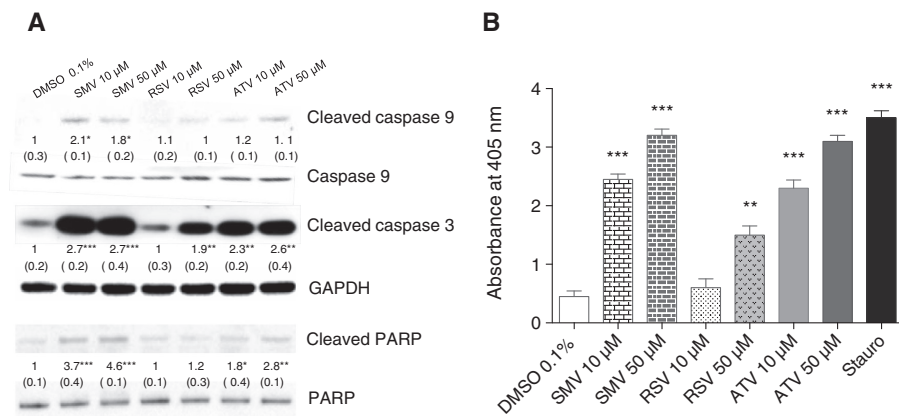 A
DMSO 0.1% SMV 10 µM SMV 50 µM RSV 10 µM RSV 50 µM ATV 10 µM ATV 50 µM
Cleaved caspase 9
1 2.1* 1.8* 1.1 1 1.2 1. 1
(0.3) ( 0.1) ( 0.2) (0.2) (0.1) ( 0.1) (0.1)
Caspase 9
Cleaved caspase 3
1 2.7*** 2.7*** 1 1.9** 2.3** 2.6**
(0.2) ( 0.2) ( 0.4) (0.3) (0.2) (0.2) (0.4)
GAPDH
Cleaved PARP
1 3.7*** 4.6*** 1 1.2 1.8* 2.8**
(0.1) (0.4) ( 0.1) (0.1) (0.3) ( 0.4) (0.1)
PARP
B
Absorbance at 405 nm
4
3
2
1
0
*** *** ** *** *** ***
DMSO 0.1% SMV 10 µM SMV 50 µM RSV 10 µM RSV 50 µM ATV 10 µM ATV 50 µM Stauro